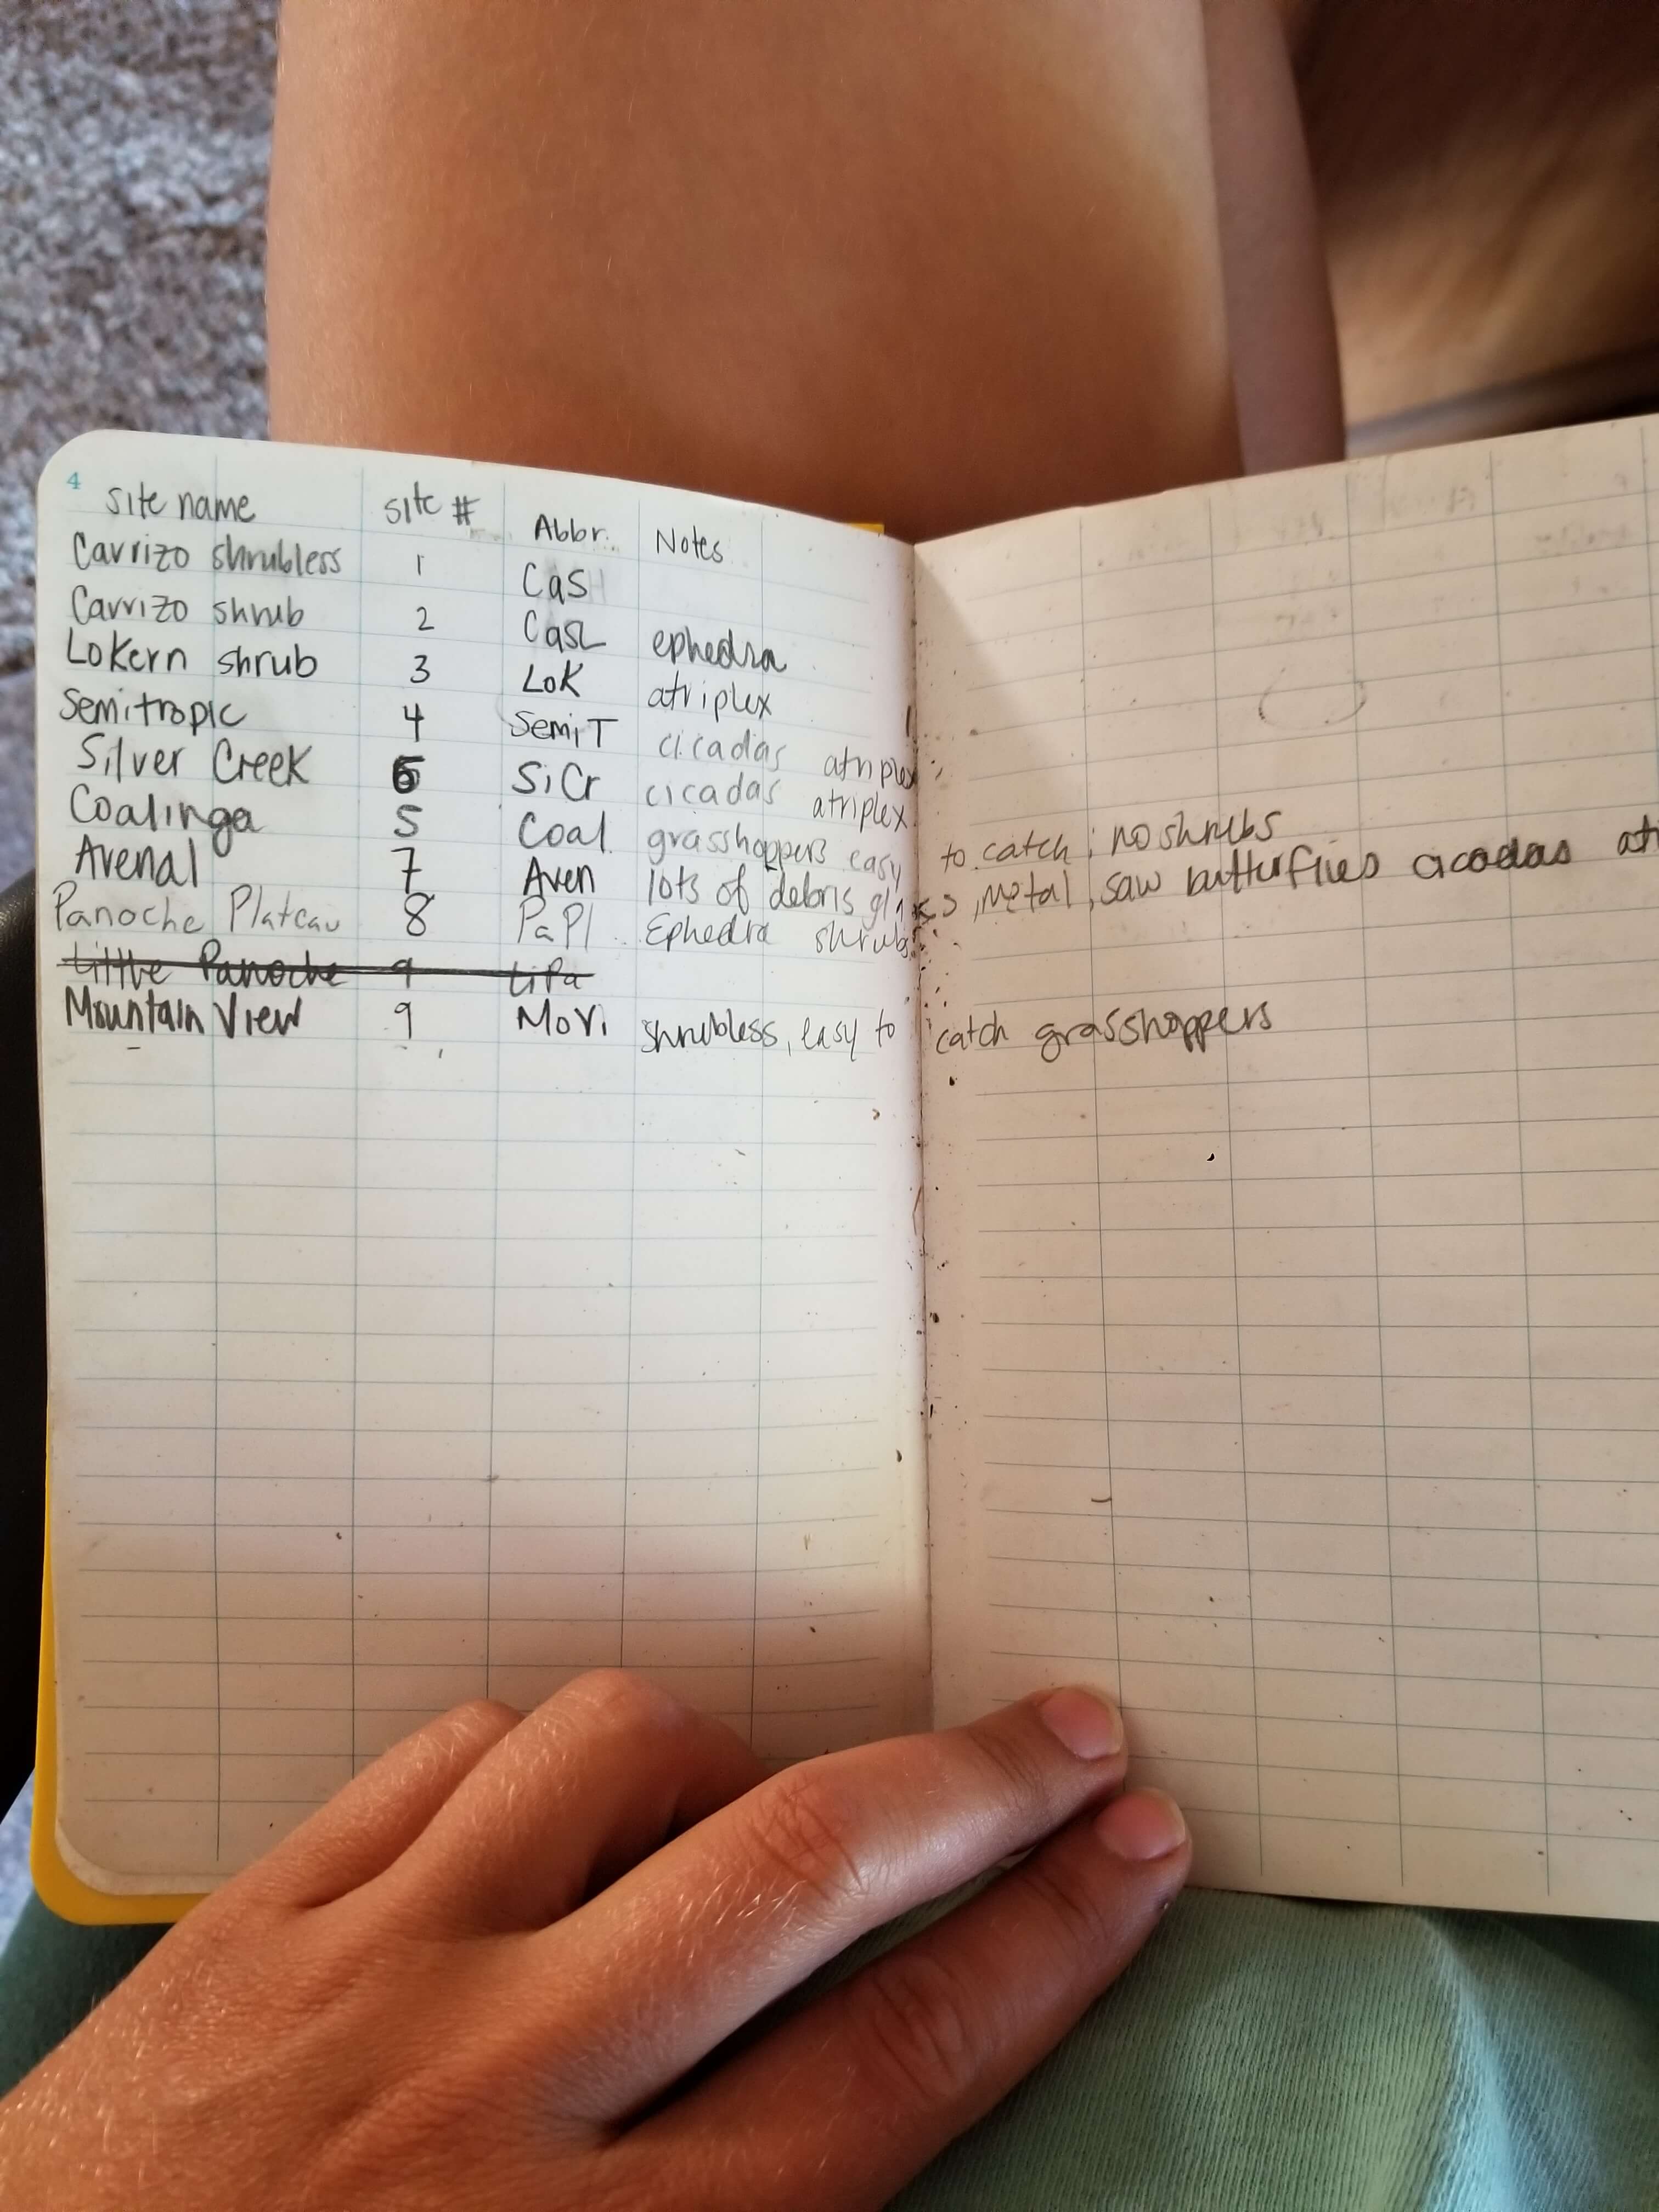 4
Site name Site # Abbr. Notes
Carrizo shrubless 1 CaS
Carrizo shrub 2 CasL ephedra
Lokern shrub 3 LoK atriplex
Semitropic 4 SemiT cicadas atriplex
Silver Creek 6 SiCr cicadas atriplex
Coalinga 5 Coal grasshoppers easy to catch; no shrubs
Avenal 7 Aven lots of debris glass, metal, saw butterflies cicadas
Panoche Plateau 8 PaPl Ephedra shrubs
Little Panoche 9 LiPa
Mountain View 9 MoVi shrubless, easy to catch grasshoppers